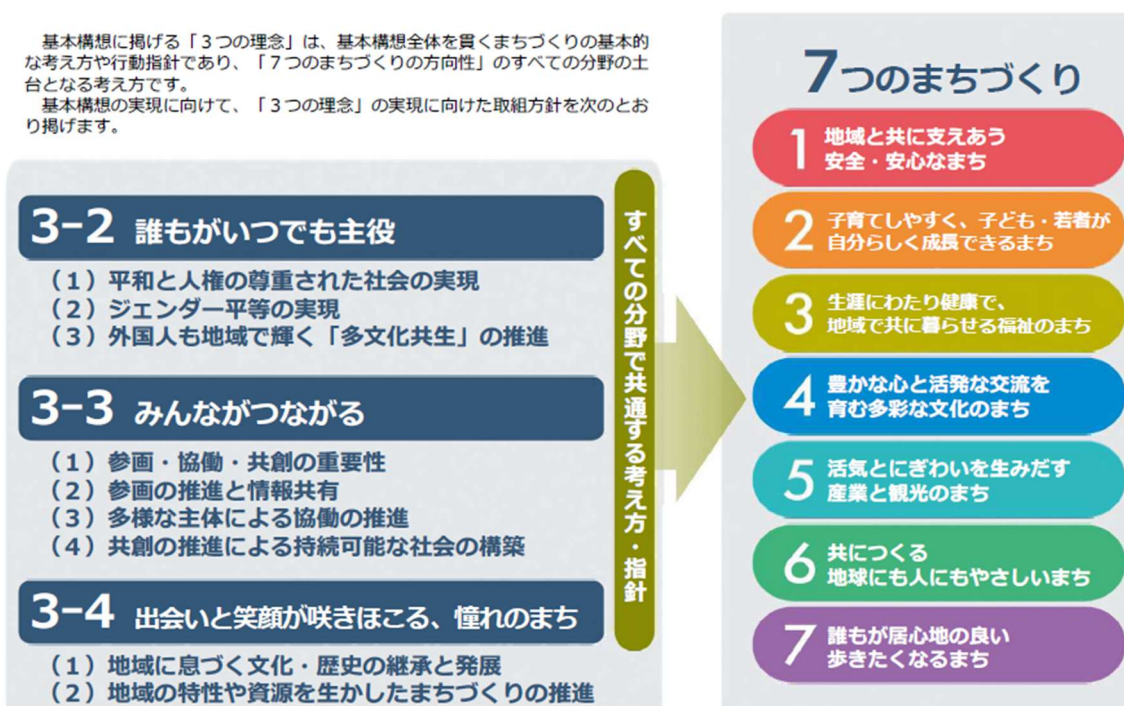 基本構想に掲げる「３つの理念」は、基本構想全体を貫くまちづくりの基本的
な考え方や行動指針であり、「７つのまちづくりの方向性」のすべての分野の土
台となる考え方です。
　基本構想の実現に向けて、「３つの理念」の実現に向けた取組方針を次のとお
り掲げます。
3-2 誰もがいつでも主役
（１）平和と人権の尊重された社会の実現
（２）ジェンダー平等の実現
（３）外国人も地域で輝く「多文化共生」の推進
3-3 みんながつながる
（１）参画・協働・共創の重要性
（２）参画の推進と情報共有
（３）多様な主体による協働の推進
（４）共創の推進による持続可能な社会の構築
3-4 出会いと笑顔が咲きほこる、憧れのまち
（１）地域に息づく文化・歴史の継承と発展
（２）地域の特性や資源を生かしたまちづくりの推進
すべての分野で共通する考え方・指針
7つのまちづくり
1 地域と共に支えあう
安全・安心なまち
2 子育てしやすく、子ども・若者が
自分らしく成長できるまち
3 生涯にわたり健康で、
地域で共に暮らせる福祉のまち
4 豊かな心と活発な交流を
育む多彩な文化のまち
5 活気とにぎわいを生みだす
産業と観光のまち
6 共につくる
地球にも人にもやさしいまち
7 誰もが居心地の良い
歩きたくなるまち